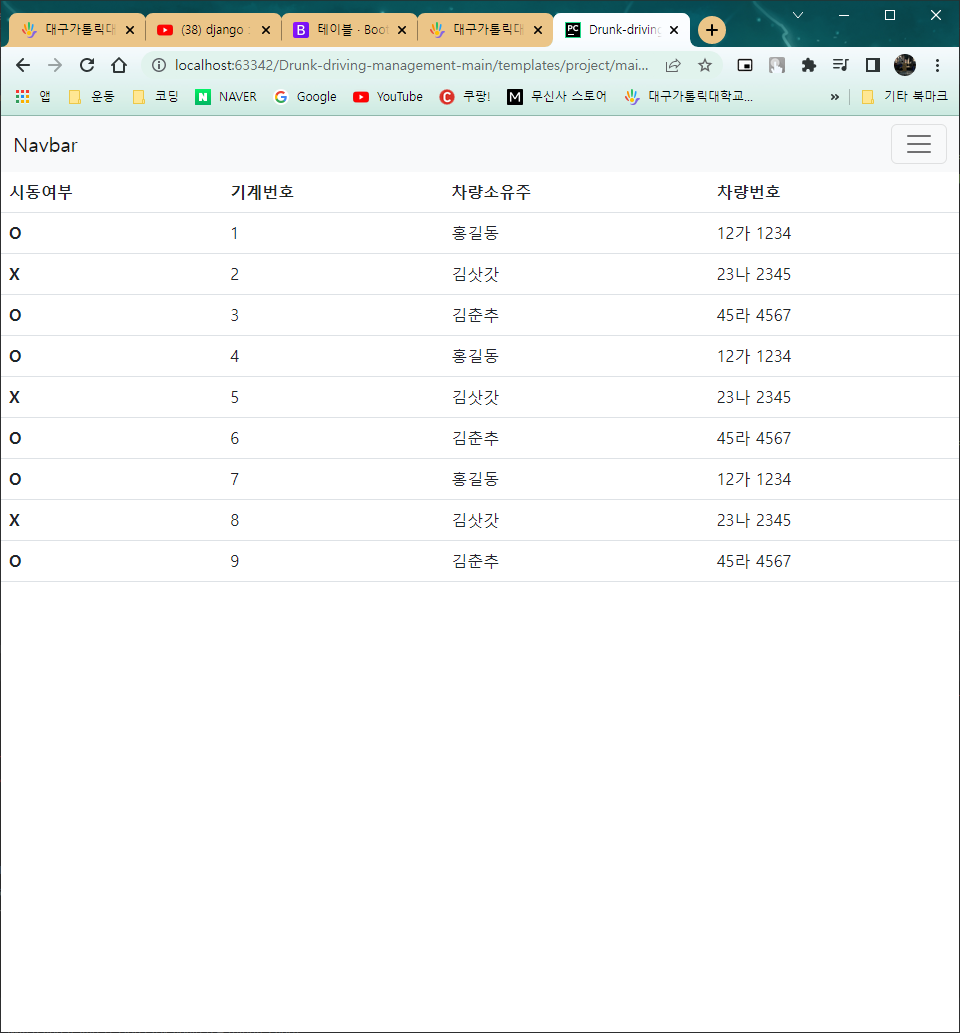 대구가톨릭대
(38) django
테이블 · Boot
대구가톨릭대
Drunk-driving
localhost:63342/Drunk-driving-management-main/templates/project/mai...
앱 운동 코딩 NAVER Google YouTube 쿠팡! 무신사 스토어 대구가톨릭대학교... » 기타 북마크
Navbar
시동여부 기계번호 차량소유주 차량번호
O 1 홍길동 12가 1234
X 2 김삿갓 23나 2345
O 3 김춘추 45라 4567
O 4 홍길동 12가 1234
X 5 김삿갓 23나 2345
O 6 김춘추 45라 4567
O 7 홍길동 12가 1234
X 8 김삿갓 23나 2345
O 9 김춘추 45라 4567